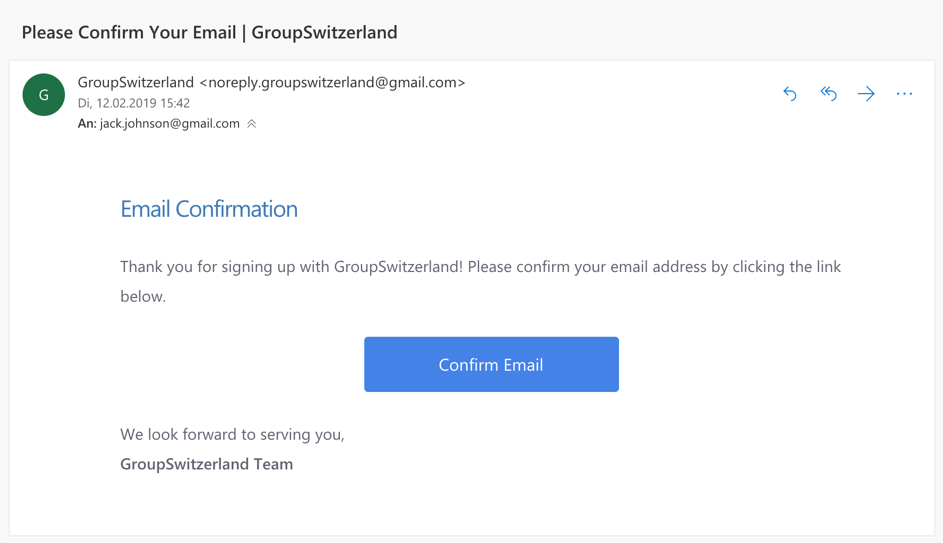 Please Confirm Your Email | GroupSwitzerland
G
GroupSwitzerland <noreply.groupswitzerland@gmail.com>
Di, 12.02.2019 15:42
An: jack.johnson@gmail.com
Email Confirmation
Thank you for signing up with GroupSwitzerland! Please confirm your email address by clicking the link
below.
Confirm Email
We look forward to serving you,
GroupSwitzerland Team